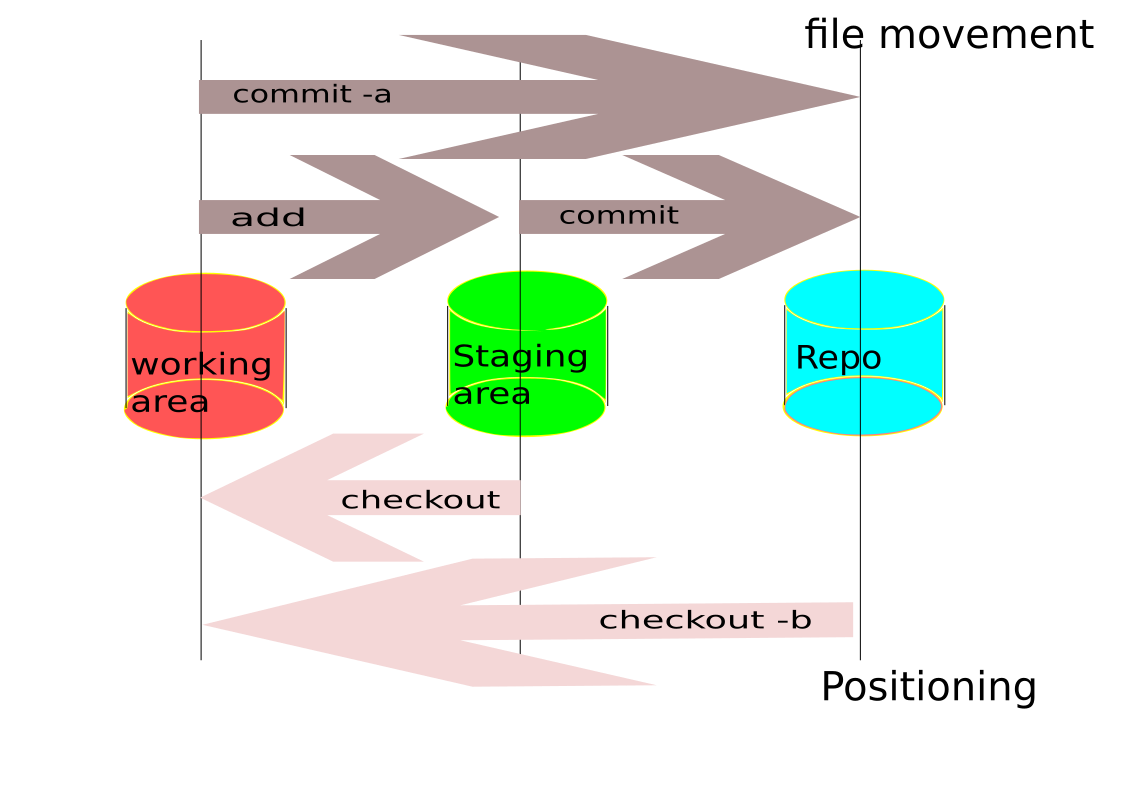 file movement
commit -a
add
commit
working
area
Staging
area
Repo
checkout
checkout -b
Positioning